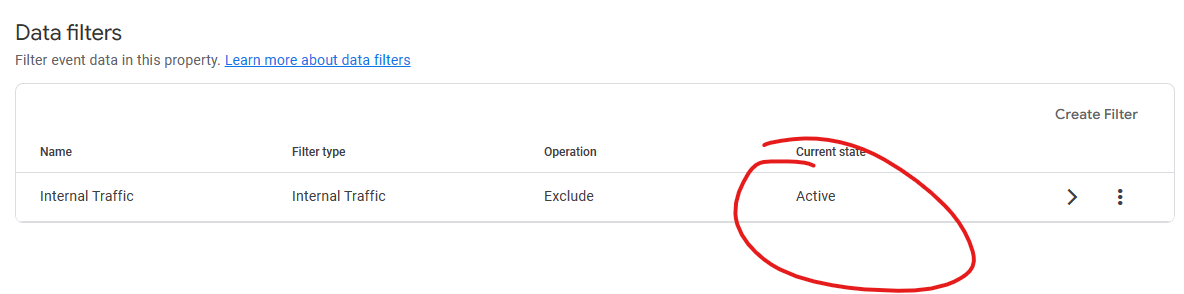 Data filters
Filter event data in this property. Learn more about data filters
Create Filter
Name Filter type Operation Current state
Internal Traffic Internal Traffic Exclude Active